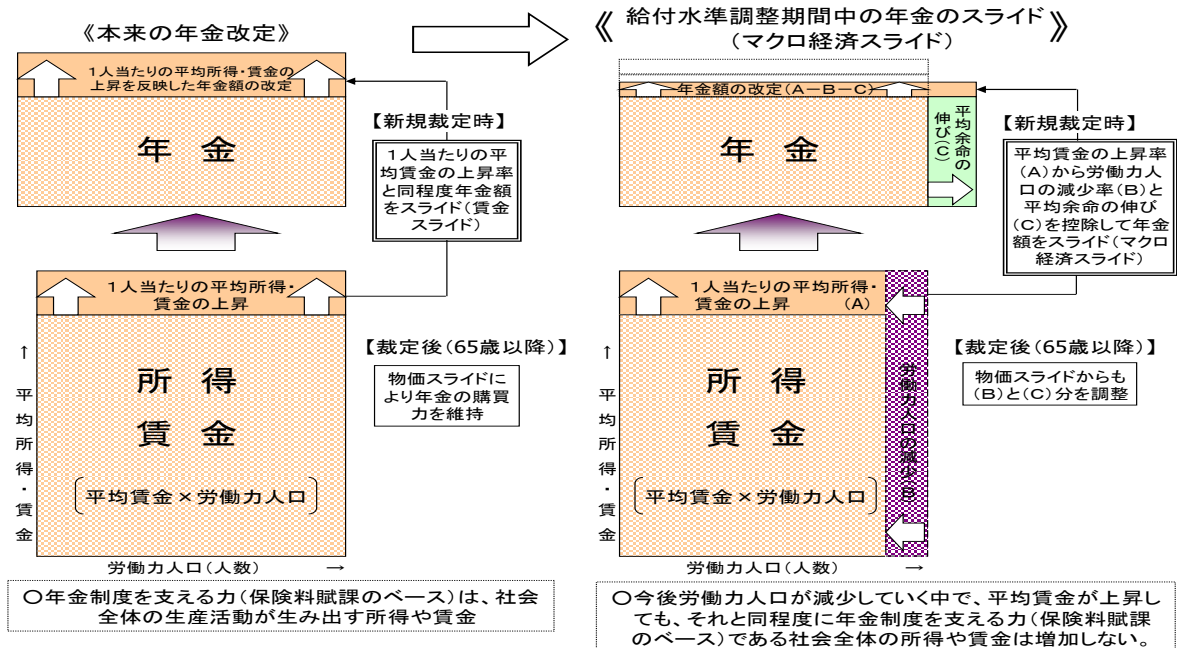 《本来の年金改定》
1人当たりの平均所得・賃金の
上昇を反映した年金額の改定
年 金
【新規裁定時】
1人当たりの平
均賃金の上昇率
と同程度年金額
をスライド(賃金
スライド)
1人当たりの平均所得・
賃金の上昇
【裁定後(65歳以降)】
物価スライドに
より年金の購買
力を維持
所 得
賃 金
平均賃金×労働力人口
↑
平均所得・賃金
労働力人口(人数) →
○年金制度を支える力(保険料賦課のベース)は、社会
全体の生産活動が生み出す所得や賃金
《 給付水準調整期間中の年金のスライド
(マクロ経済スライド) 》
年金額の改定(A-B-C)
年 金
平均余命の
伸び(C)
【新規裁定時】
平均賃金の上昇率
(A)から労働力人
口の減少率(B)と
平均余命の伸び
(C)を控除して年金
額をスライド(マクロ
経済スライド)
1人当たりの平均所得・
賃金の上昇 (A)
【裁定後(65歳以降)】
物価スライドからも
(B)と(C)分を調整
所 得
賃 金
平均賃金×労働力人口
労働力人口の減少 B
↑
平均所得・賃金
労働力人口(人数) →
○今後労働力人口が減少していく中で、平均賃金が上昇し
ても、それと同程度に年金制度を支える力(保険料賦課
のベース)である社会全体の所得や賃金は増加しない。